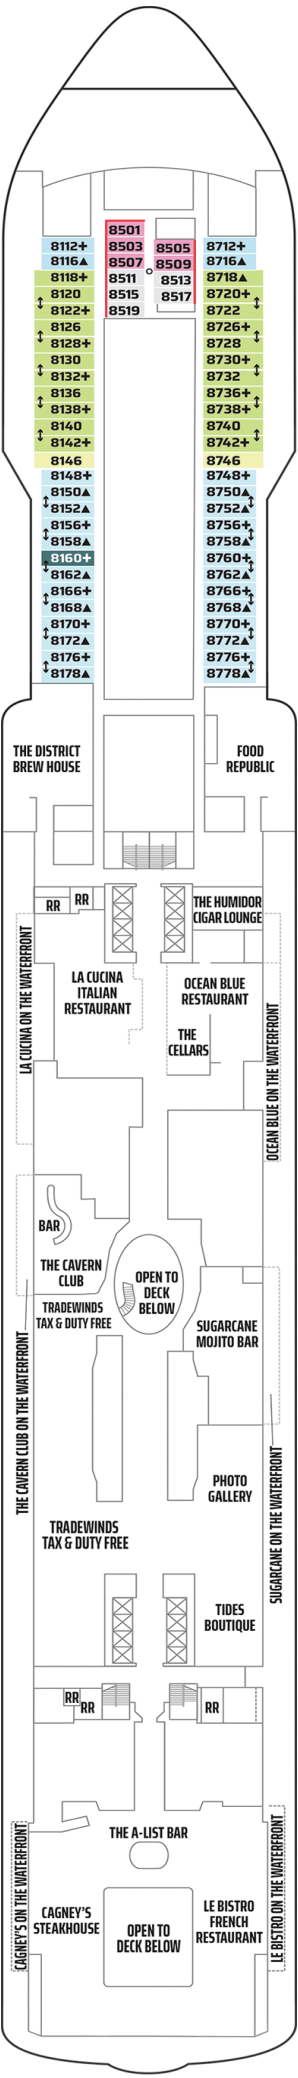 8501
8112+ 8503 8505 8712+
8116▲ 8507 8509 8716▲
8118+ 8511 8513 8718▲
8120 8515 8517 8720+
8122+ 8519 8722
8126 8726+
8128+ 8728
8130 8730+
8132+ 8732
8136 8736+
8138+ 8738+
8140 8740
8142+ 8742+
8146 8746
8148+ 8748+
8150▲ 8750▲
8152▲ 8752▲
8156+ 8756+
8158▲ 8758▲
8160+ 8760+
8162▲ 8762▲
8166+ 8766+
8168▲ 8768▲
8170+ 8770+
8172▲ 8772▲
8176+ 8776+
8178▲ 8778▲
THE DISTRICT
BREW HOUSE
FOOD
REPUBLIC
RR
RR
THE HUMIDOR
CIGAR LOUNGE
LA CUCINA ON THE WATERFRONT
LA CUCINA
ITALIAN
RESTAURANT
OCEAN BLUE
RESTAURANT
THE
CELLARS
OCEAN BLUE ON THE WATERFRONT
BAR
THE CAVERN
CLUB
OPEN TO
DECK
BELOW
TRADEWINDS
TAX & DUTY FREE
SUGARCANE
MOJITO BAR
THE CAVERN CLUB ON THE WATERFRONT
SUGARCANE ON THE WATERFRONT
PHOTO
GALLERY
TRADEWINDS
TAX & DUTY FREE
TIDES
BOUTIQUE
RR
RR
RR
THE A-LIST BAR
CAGNEY'S ON THE WATERFRONT
CAGNEY'S
STEAKHOUSE
OPEN TO
DECK BELOW
LE BISTRO
FRENCH
RESTAURANT
LE BISTRO ON THE WATERFRONT